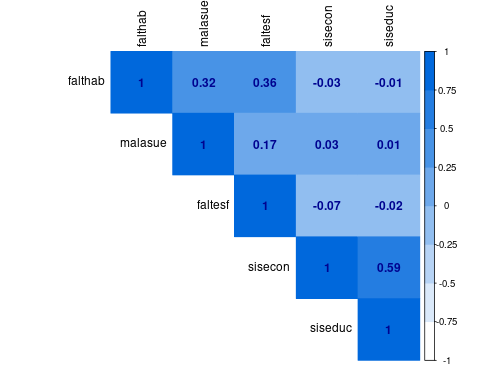 falthab malasue faltesf sisecon siseduc
falthab 1 0.32 0.36 -0.03 -0.01
malasue 1 0.17 0.03 0.01
faltesf 1 -0.07 -0.02
sisecon 1 0.59
siseduc 1
1
0.75
0.5
0.25
0
-0.25
-0.5
-0.75
-1